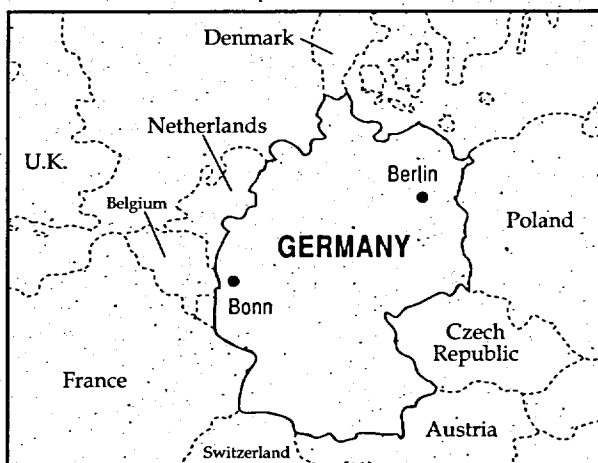 Denmark
Netherlands
U.K.
Berlin
Belgium
Poland
GERMANY
Bonn
Czech
Republic
France
Austria
Switzerland